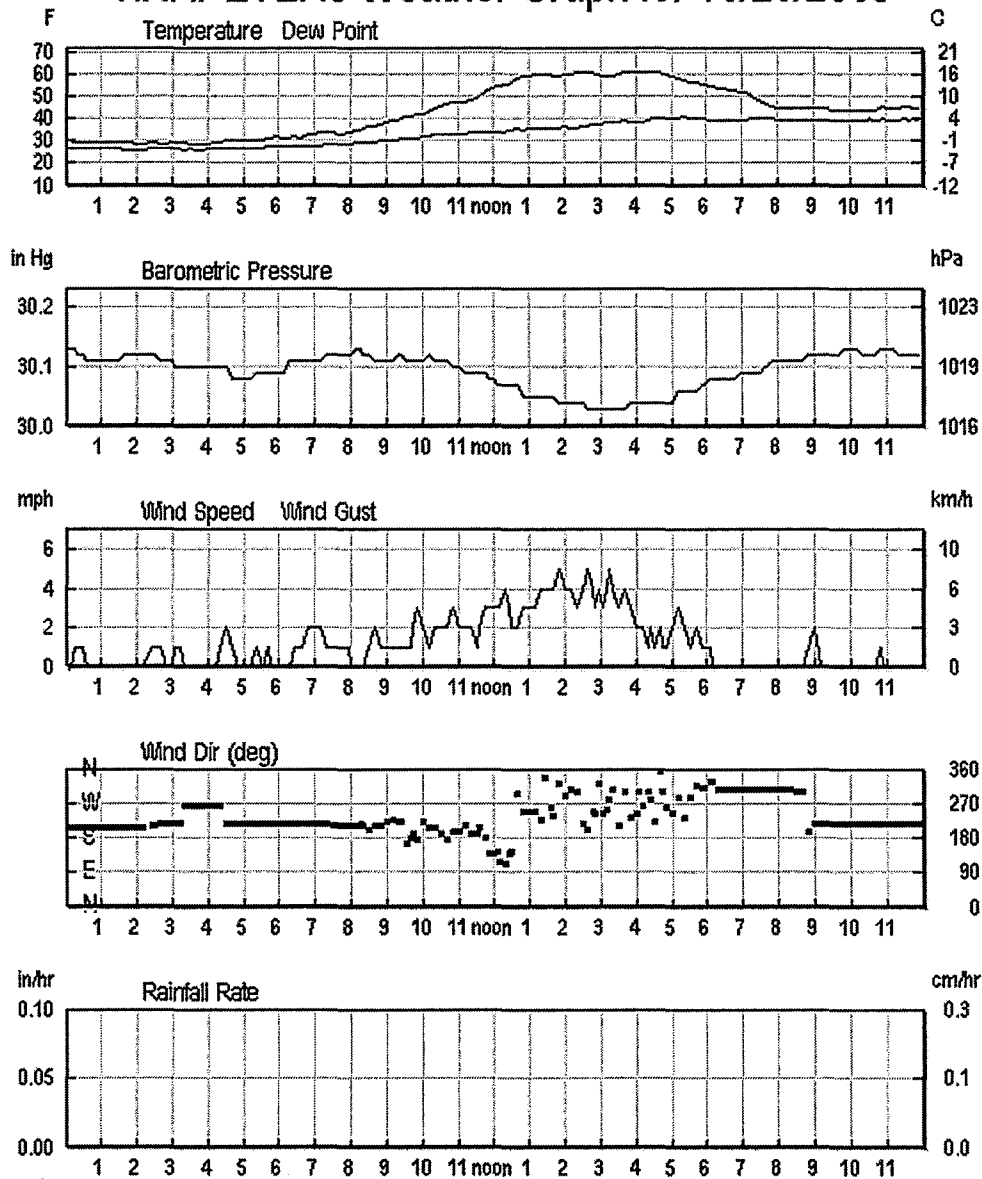 Weather Graph for
F Temperature Dew Point C
70 21
60 16
50 10
40 4
30 -1
20 -7
10 -12
1 2 3 4 5 6 7 8 9 10 11 noon 1 2 3 4 5 6 7 8 9 10 11
in Hg Barometric Pressure hPa
30.2 1023
30.1 1019
30.0 1016
1 2 3 4 5 6 7 8 9 10 11 noon 1 2 3 4 5 6 7 8 9 10 11
mph Wind Speed Wind Gust km/h
6 10
4 6
2 3
0 0
1 2 3 4 5 6 7 8 9 10 11 noon 1 2 3 4 5 6 7 8 9 10 11
Wind Dir (deg)
N 360
W 270
S 180
E 90
N 0
1 2 3 4 5 6 7 8 9 10 11 noon 1 2 3 4 5 6 7 8 9 10 11
in/hr Rainfall Rate cm/hr
0.10 0.3
0.05 0.1
0.00 0.0
1 2 3 4 5 6 7 8 9 10 11 noon 1 2 3 4 5 6 7 8 9 10 11